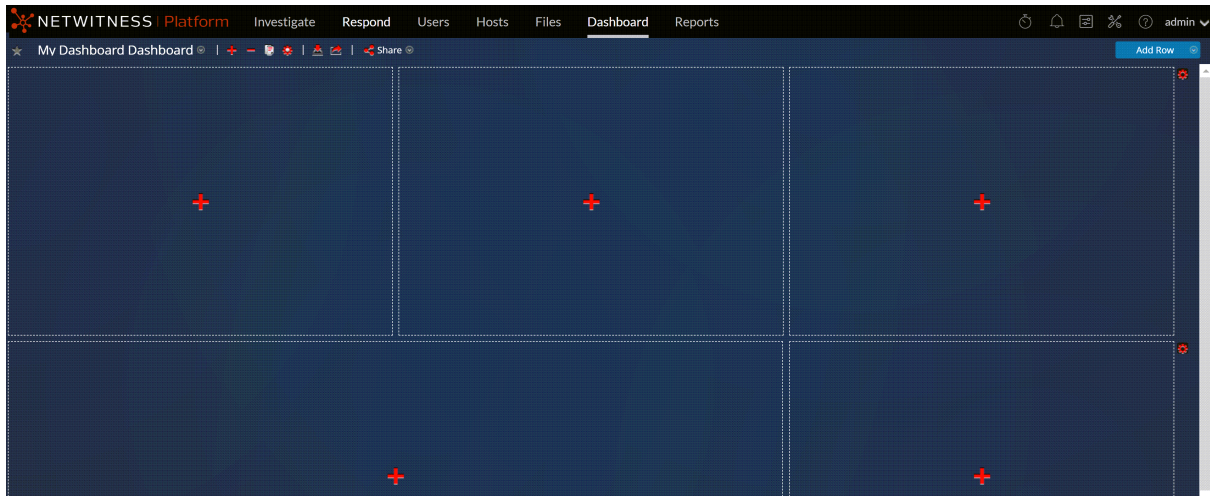 NETWITNESS | Platform Investigate Respond Users Hosts Files Dashboard Reports admin
My Dashboard Dashboard Share Add Row